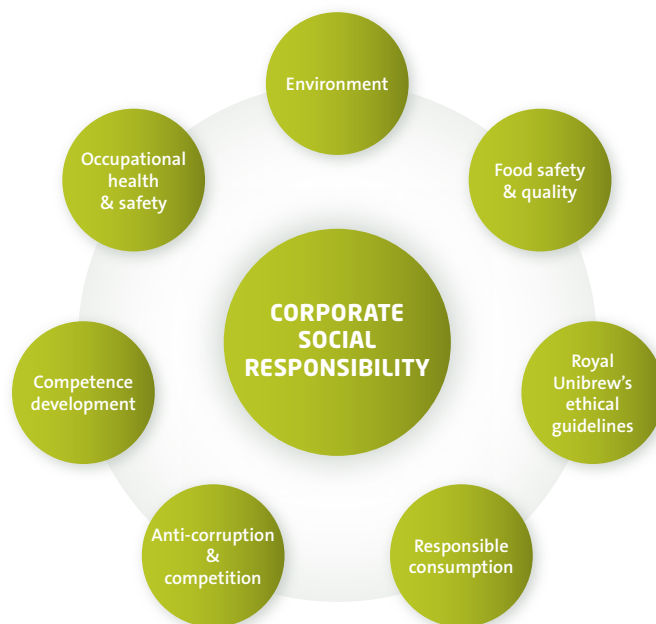 Environment
Food safety
& quality
Royal
Unibrew’s
ethical
guidelines
Responsible
consumption
Anti-corruption
&
competition
Competence
development
Occupational
health
& safety
CORPORATE
SOCIAL
RESPONSIBILITY